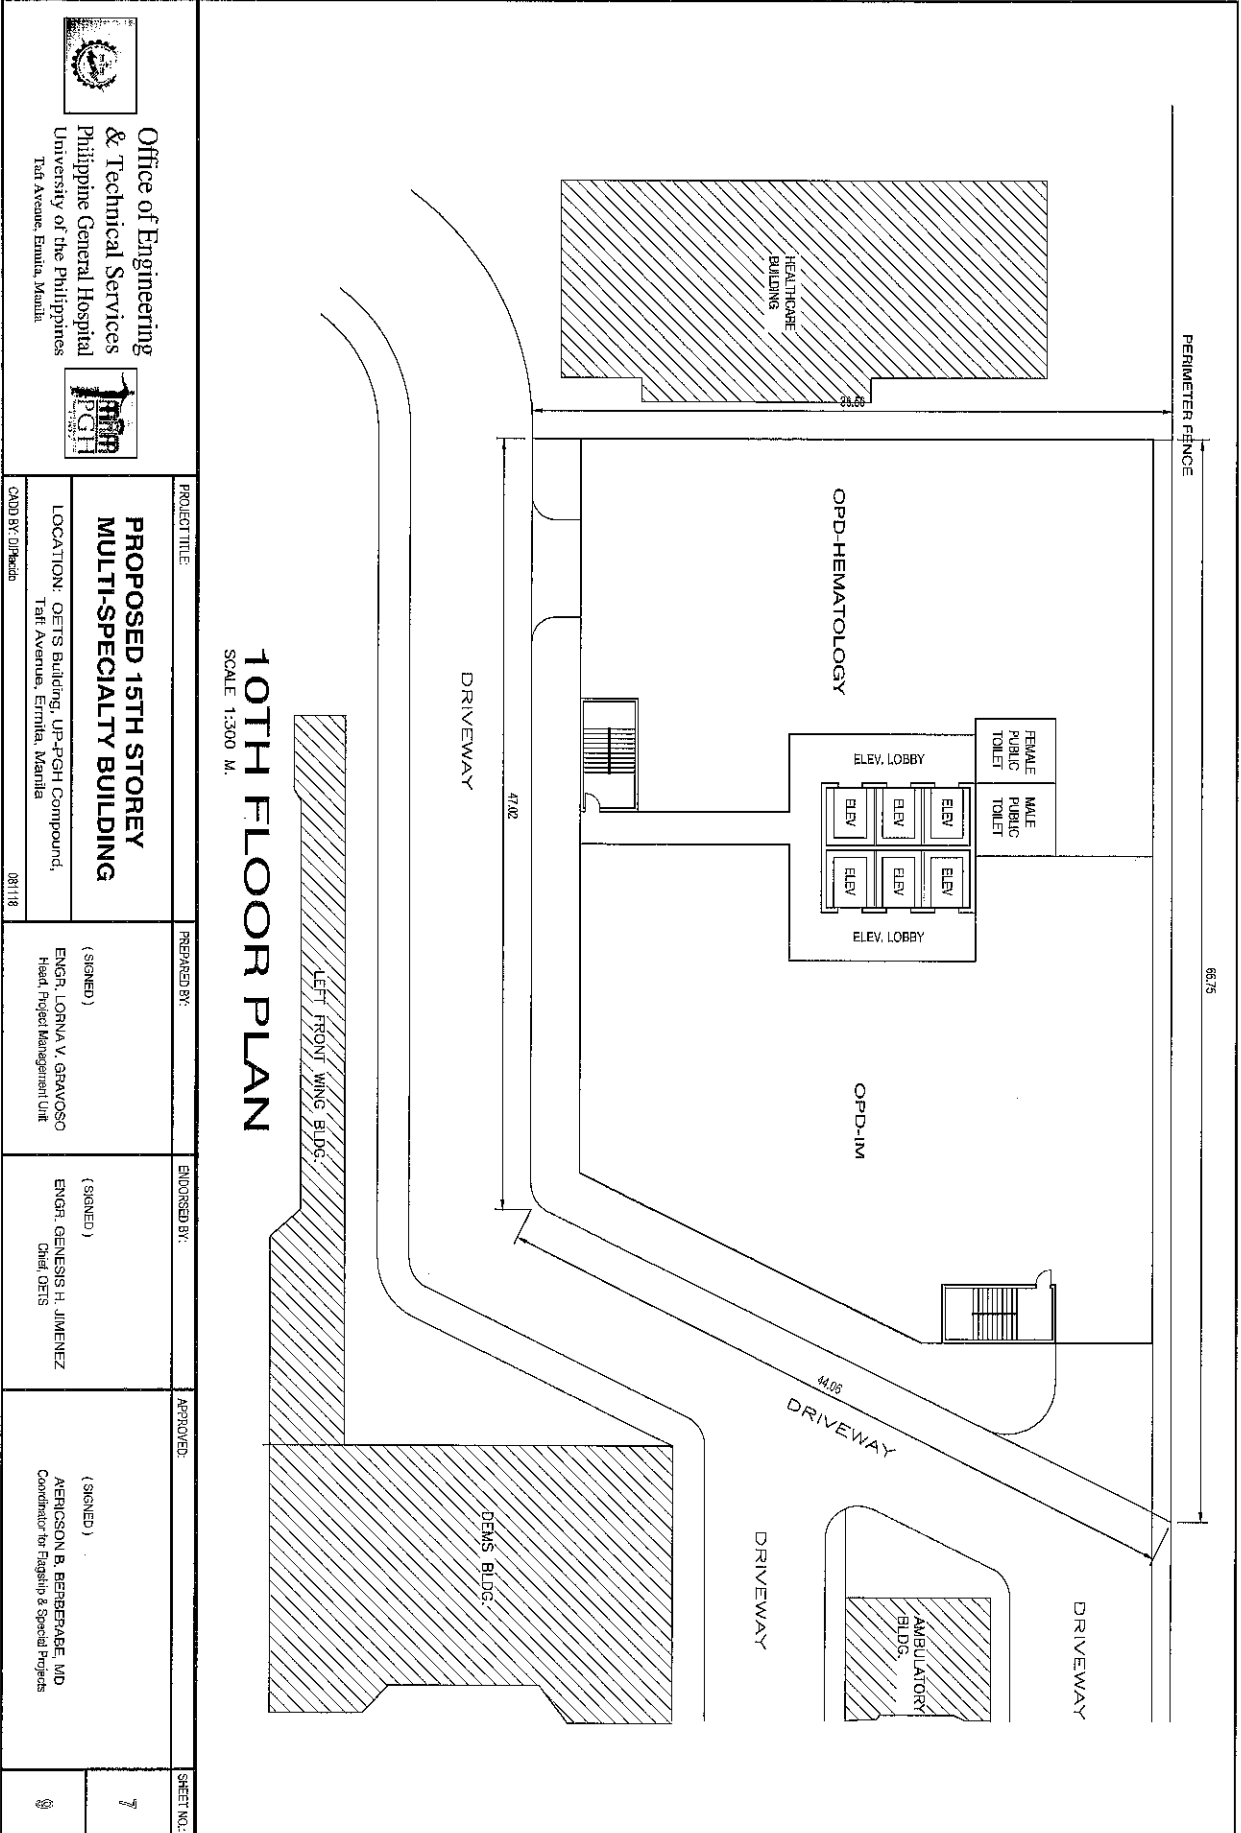 PERIMETER FENCE
66.75
HEALTHCARE
BUILDING
38.56
OPD-HEMATOLOGY
FEMALE
PUBLIC
TOILET
MALE
PUBLIC
TOILET
ELEV. LOBBY
ELEV
ELEV
ELEV
ELEV
ELEV
ELEV
ELEV. LOBBY
OPD-IM
DRIVEWAY
47.02
44.06
DRIVEWAY
DRIVEWAY
DRIVEWAY
AMBULATORY
BLDG.
DEMS BLDG.
LEFT FRONT WING BLDG.
10TH FLOOR PLAN
SCALE 1:300 M.
Office of Engineering
& Technical Services
Philippine General Hospital
University of the Philippines
Taft Avenue, Ermita, Manila
PGH
PROJECT TITLE:
PROPOSED 15TH STOREY
MULTI-SPECIALTY BUILDING
LOCATION: OETS Building, UP-PGH Compound,
Taft Avenue, Ermita, Manila
CADD BY: DJPlacido
081118
PREPARED BY:
( SIGNED )
ENGR. LORNA V. GRAVOSO
Head, Project Management Unit
ENDORSED BY:
( SIGNED )
ENGR. GENESIS H. JIMENEZ
Chief, OETS
APPROVED:
( SIGNED )
A'ERICSON B. BERBERABE, MD
Coordinator for Flagship & Special Projects
SHEET NO.:
7